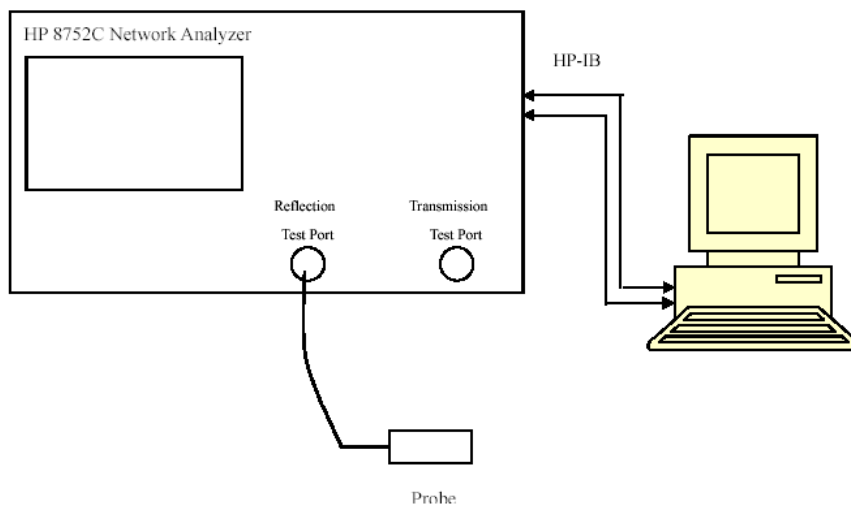 HP 8752C Network Analyzer
HP-IB
Reflection
Test Port
Transmission
Test Port
Probe